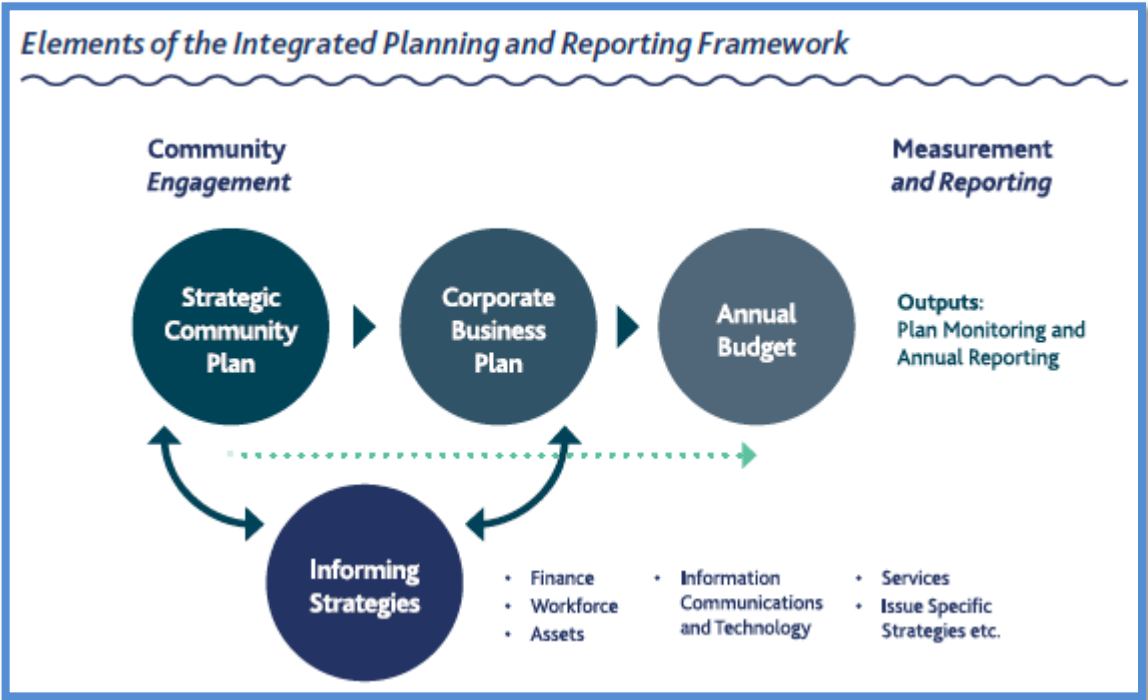 Elements of the Integrated Planning and Reporting Framework
Community
Engagement
Measurement
and Reporting
Strategic
Community
Plan
Corporate
Business
Plan
Annual
Budget
Outputs:
Plan Monitoring and
Annual Reporting
Informing
Strategies
• Finance
• Workforce
• Assets
• Information
Communications
and Technology
• Services
• Issue Specific
Strategies etc.